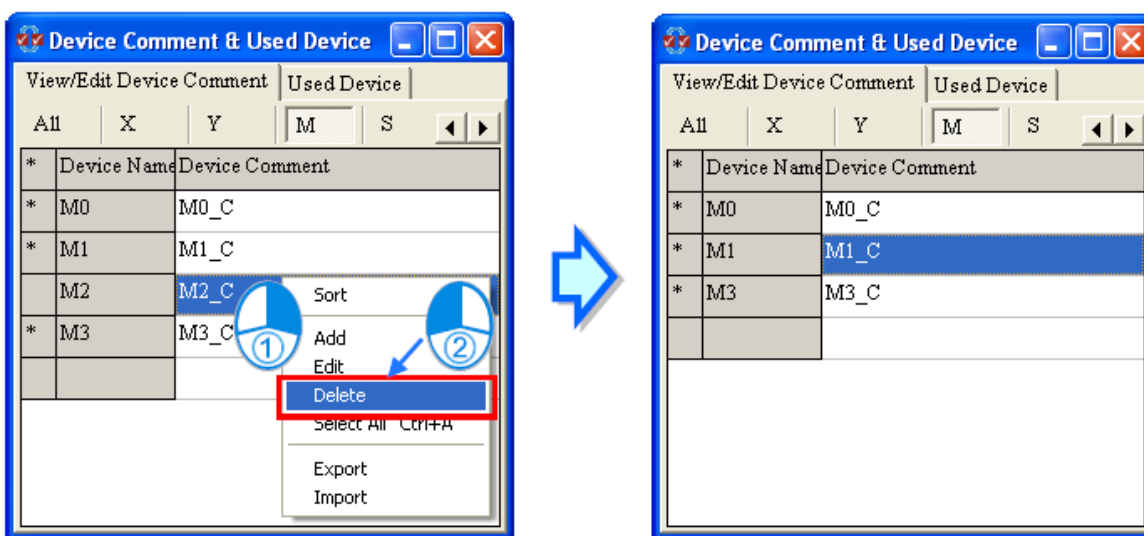 Device Comment & Used Device
View/Edit Device Comment Used Device
All X Y M S
* Device Name Device Comment
* M0 M0_C
* M1 M1_C
M2 M2_C
* M3 M3_C
Sort
Add
Edit
Delete
Select All Ctrl+A
Export
Import
1
2
Device Comment & Used Device
View/Edit Device Comment Used Device
All X Y M S
* Device Name Device Comment
* M0 M0_C
* M1 M1_C
* M3 M3_C